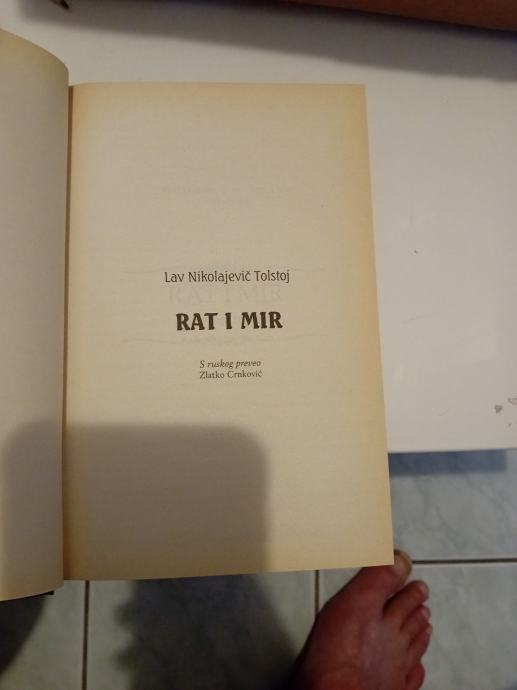 Lav Nikolajevič Tolstoj
RAT I MIR
S ruskog preveo
Zlatko Crnković